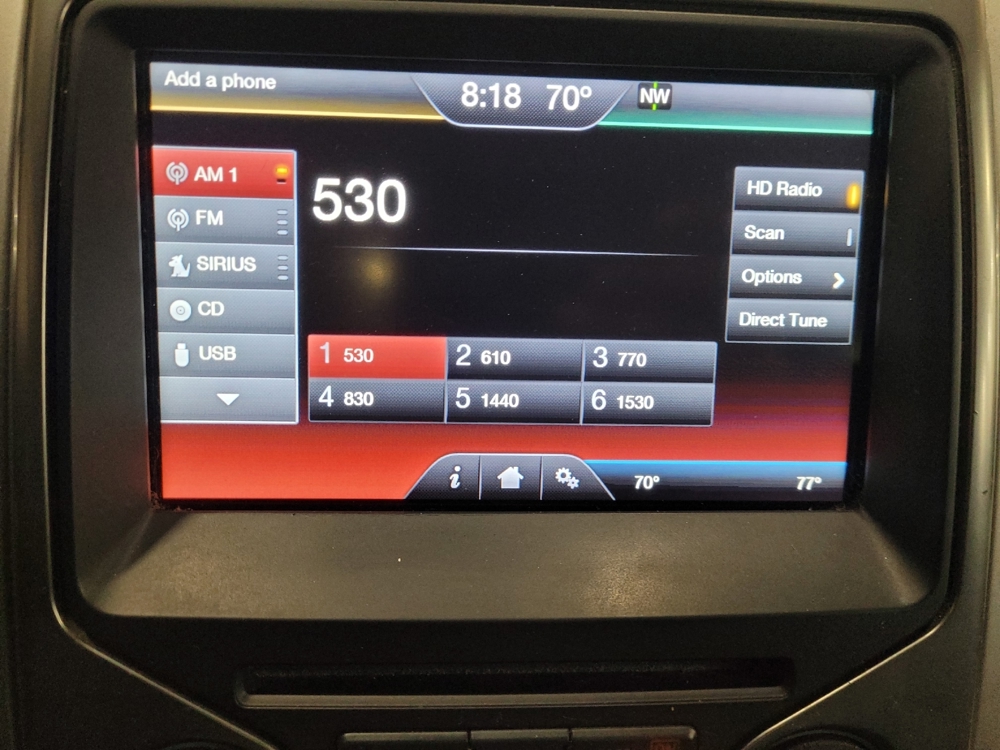 Add a phone
8:18 70° NW
AM 1
FM
SIRIUS
CD
USB
530
HD Radio
Scan
Options
Direct Tune
1 530 2 610 3 770
4 830 5 1440 6 1530
i
70° 77°